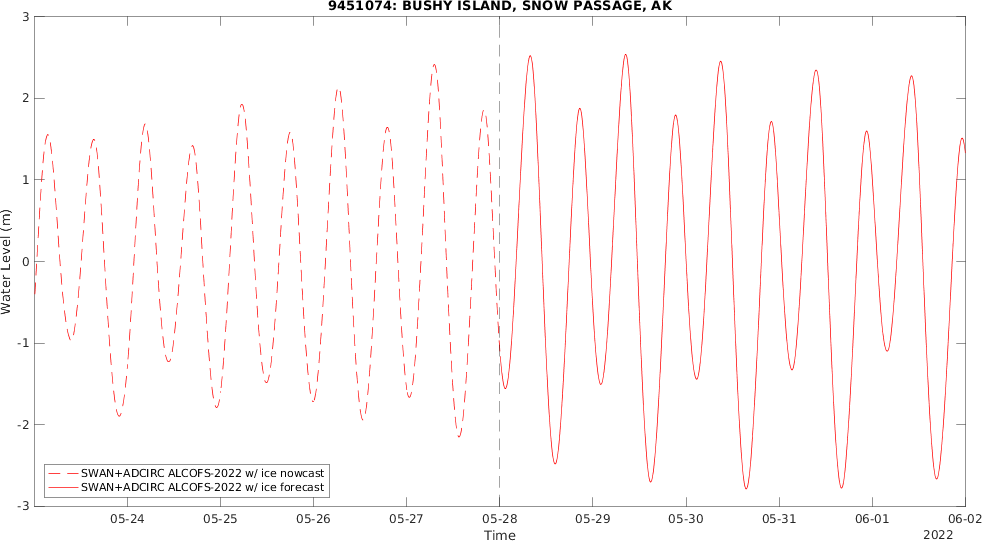 9451074: BUSHY ISLAND, SNOW PASSAGE, AK
Water Level (m)
3
2
1
0
-1
-2
-3
SWAN+ADCIRC ALCOFS-2022 w/ ice nowcast
SWAN+ADCIRC ALCOFS-2022 w/ ice forecast
05-24 05-25 05-26 05-27 05-28 05-29 05-30 05-31 06-01 06-02
Time
2022